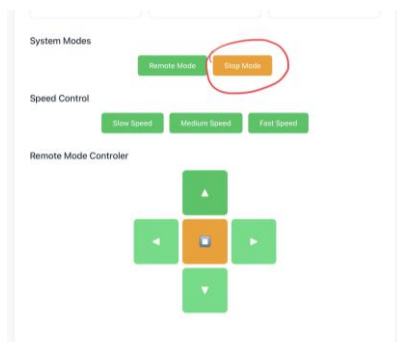 System Modes
Remote Mode Stop Mode
Speed Control
Slow Speed Medium Speed Fast Speed
Remote Mode Controler